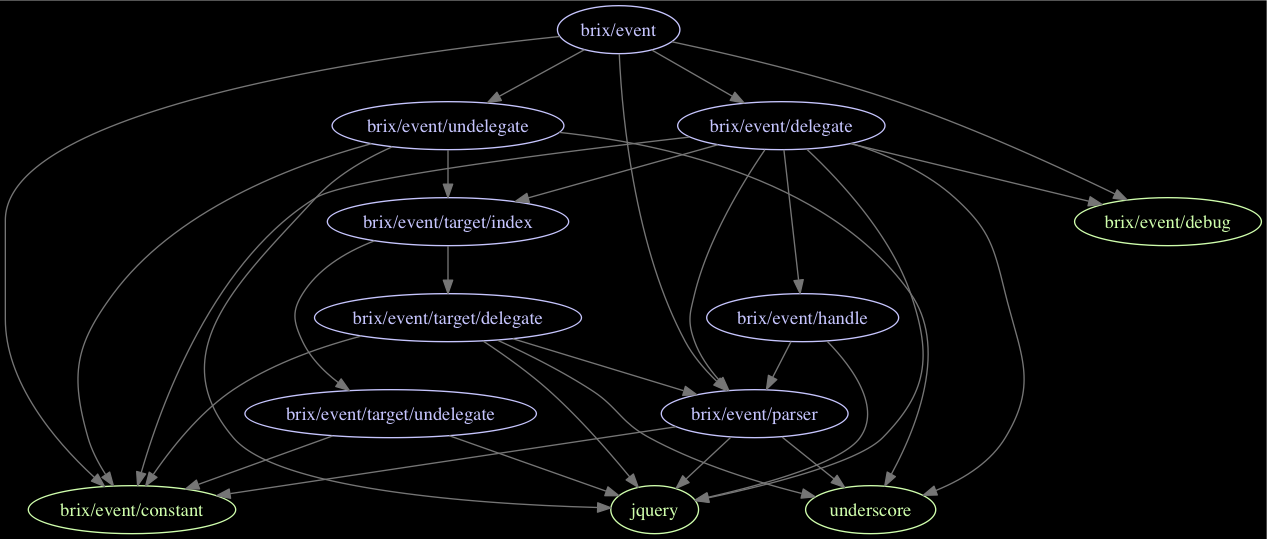 brix/event
brix/event/undelegate
brix/event/delegate
brix/event/target/index
brix/event/debug
brix/event/target/delegate
brix/event/handle
brix/event/target/undelegate
brix/event/parser
brix/event/constant
jquery
underscore